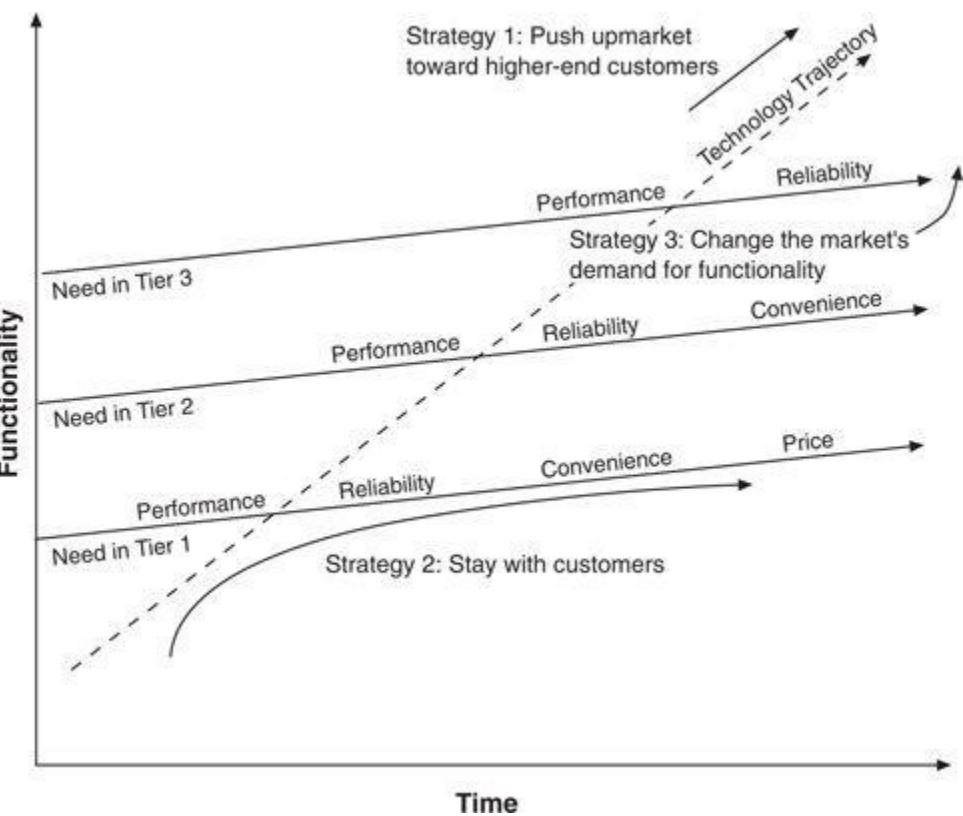 Strategy 1: Push upmarket
toward higher-end customers
Technology Trajectory
Performance
Reliability
Need in Tier 3
Strategy 3: Change the market's
demand for functionality
Convenience
Reliability
Performance
Need in Tier 2
Price
Convenience
Reliability
Performance
Need in Tier 1
Strategy 2: Stay with customers
Functionality
Time